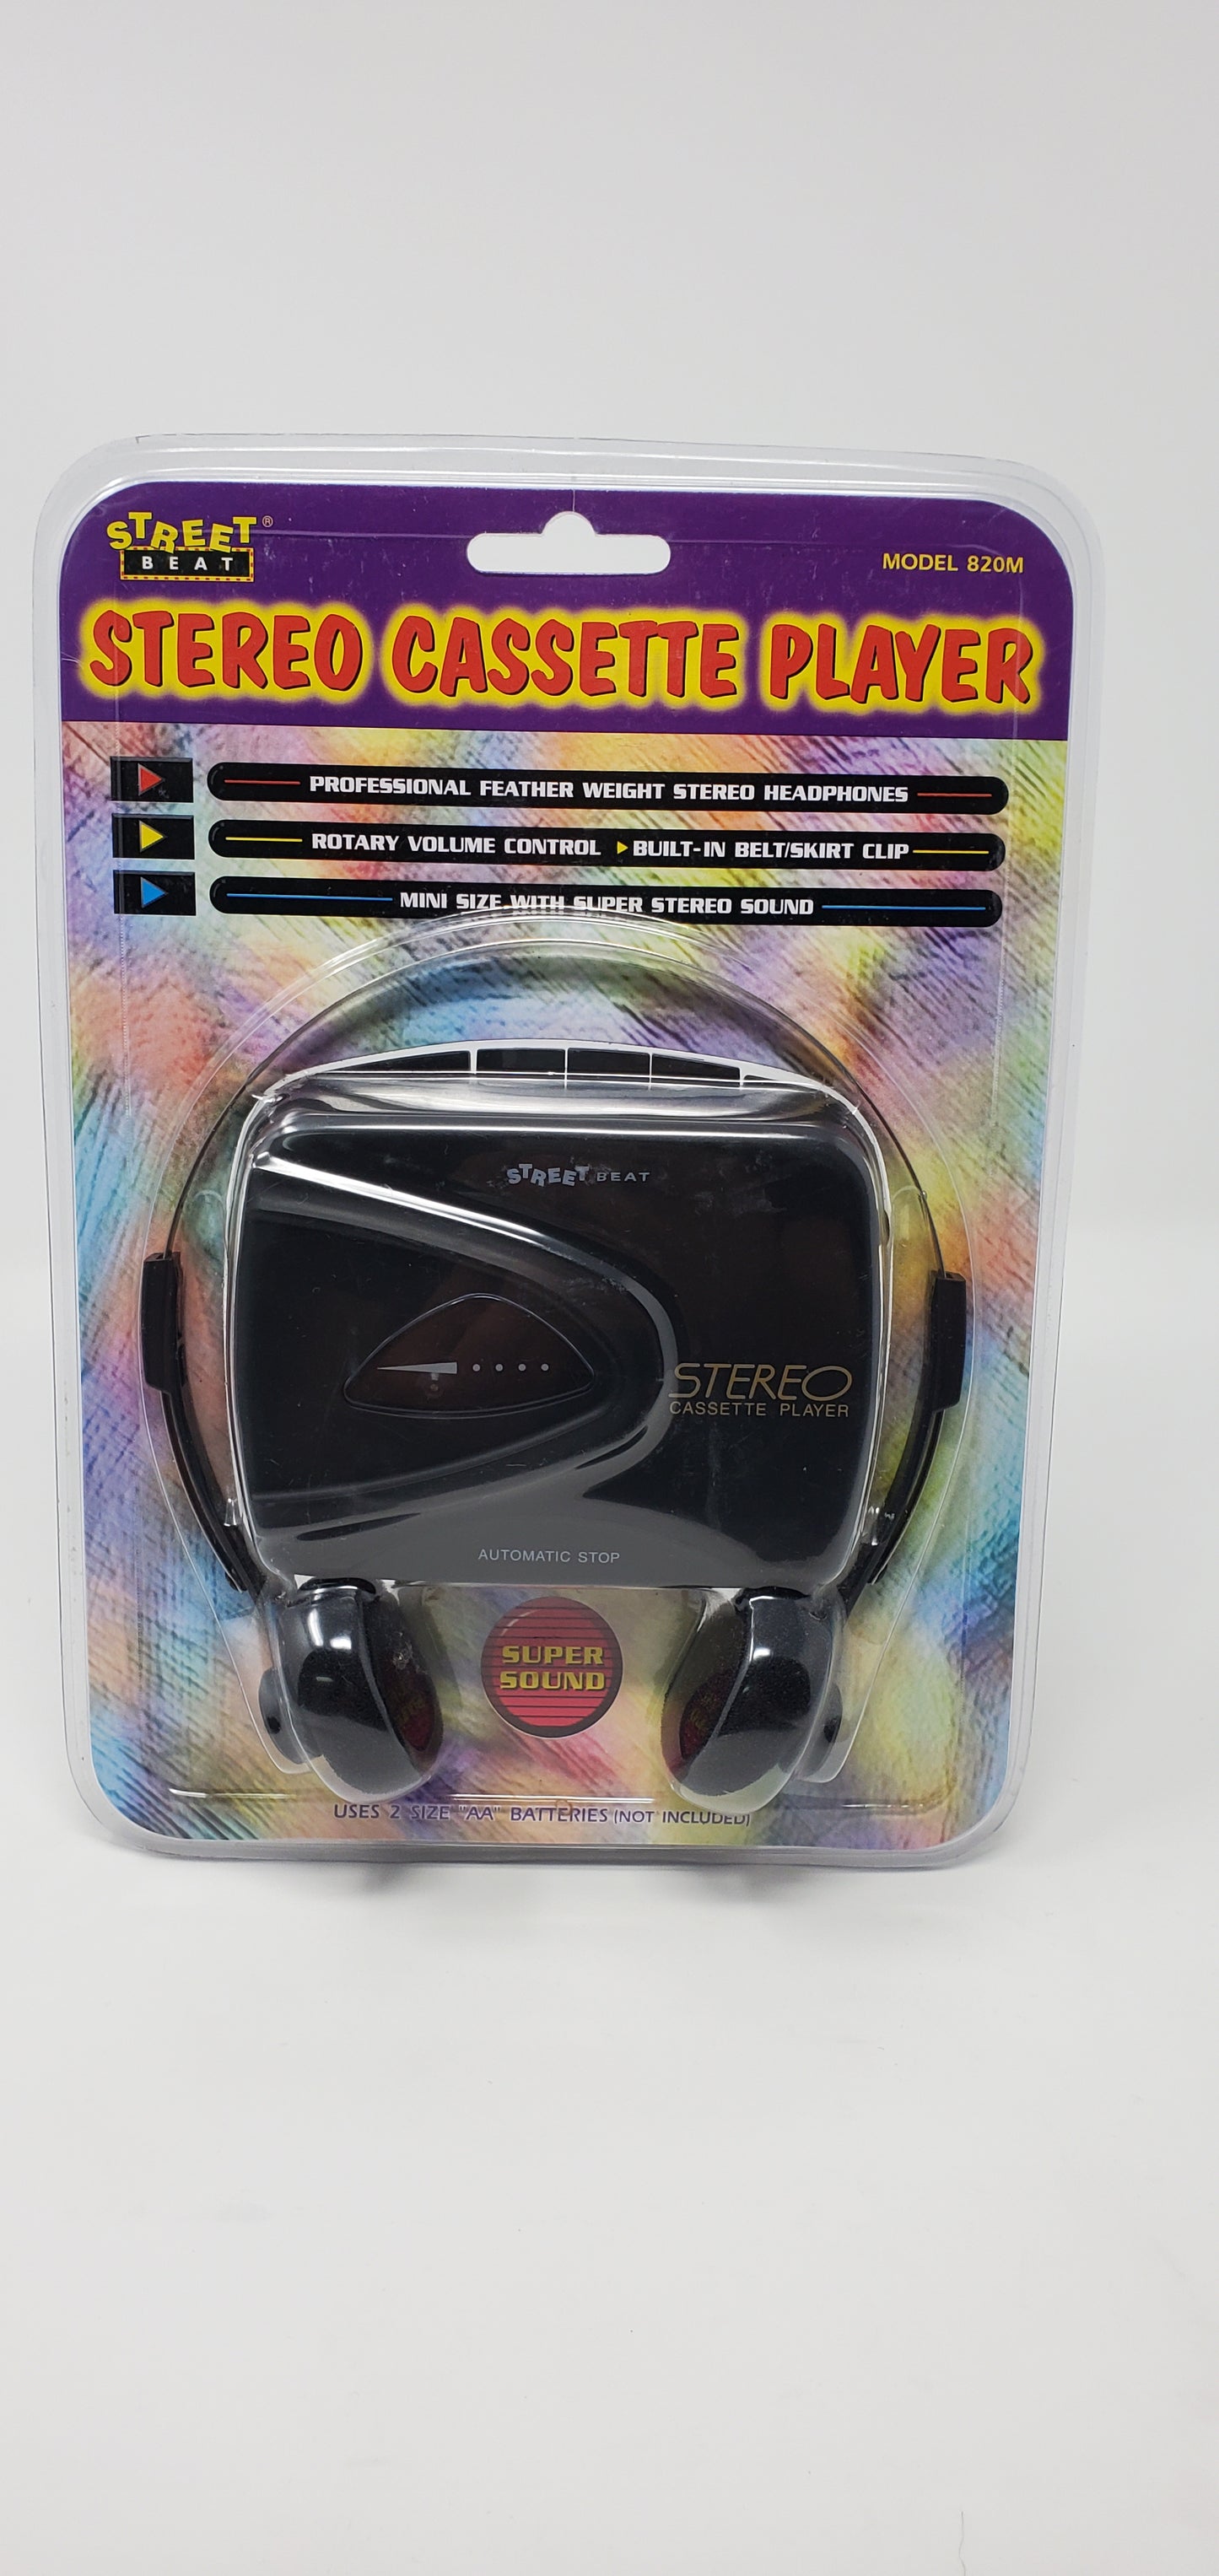 STREET®
BEAT
MODEL 820M
STEREO CASSETTE PLAYER
PROFESSIONAL FEATHER WEIGHT STEREO HEADPHONES
ROTARY VOLUME CONTROL BUILT-IN BELT/SKIRT CLIP
MINI SIZE WITH SUPER STEREO SOUND
STREET BEAT
STEREO
CASSETTE PLAYER
AUTOMATIC STOP
SUPER
SOUND
USES 2 SIZE "AA" BATTERIES (NOT INCLUDED)